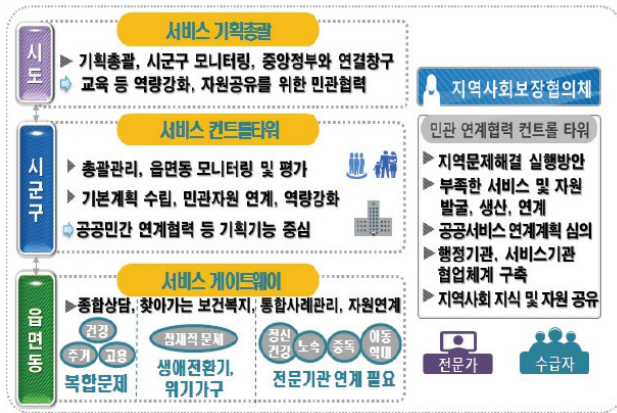 시도
서비스 기획총괄
▶ 기획총괄, 시군구 모니터링, 중앙정부와 연결창구
⇨ 교육 등 역량강화, 자원공유를 위한 민관협력
시군구
서비스 컨트롤타워
▶ 총괄관리, 읍면동 모니터링 및 평가
▶ 기본계획 수립, 민관자원 연계, 역량강화
⇨공공민간 연계협력 등 기획기능 중심
읍면동
서비스 게이트웨이
▶종합상담, 찾아가는 보건복지, 통합사례관리, 자원연계
건강
주거 고용
복합문제
잠재적 문제
생애전환기,
위기가구
정신
건강
노숙
중독
아동
학대
전문기관 연계 필요
지역사회보장협의체
민관 연계협력 컨트롤 타워
▶ 지역문제해결 실행방안
▶ 부족한 서비스 및 자원
발굴, 생산, 연계
▶ 공공서비스 연계계획 심의
▶ 행정기관, 서비스기관
협업체계 구축
▶ 지역사회 지식 및 자원 공유
전문가
수급자